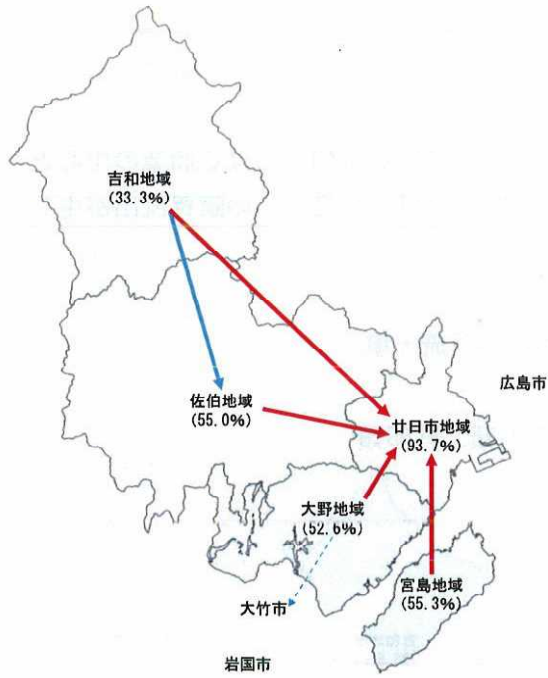 吉和地域
(33.3%)
広島市
佐伯地域
(55.0%)
廿日市地域
(93.7%)
大野地域
(52.6%)
宮島地域
(55.3%)
大竹市
岩国市